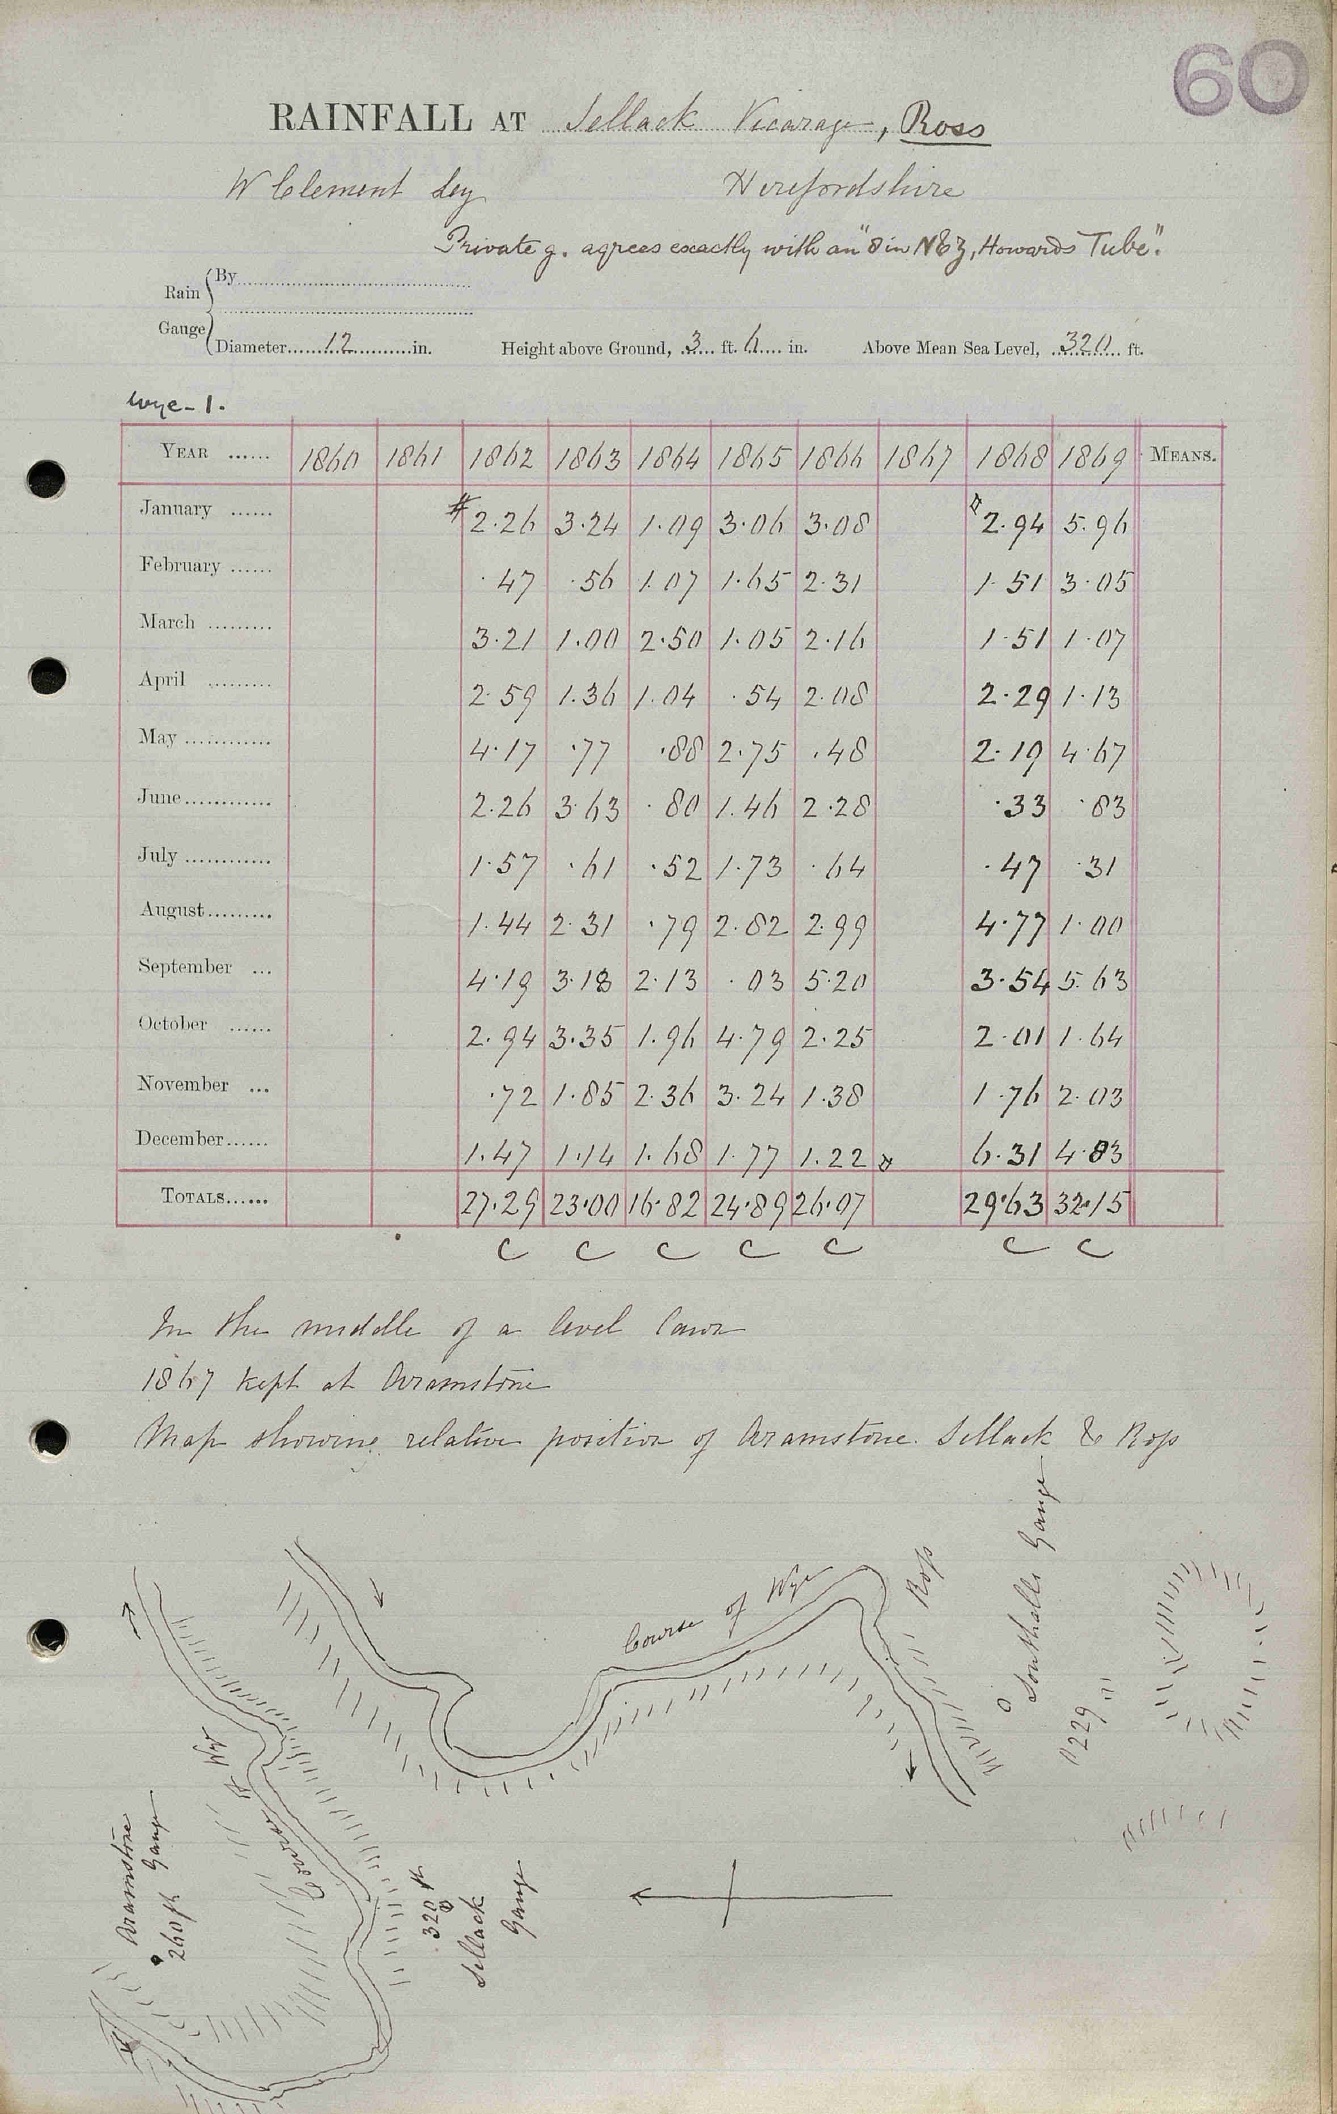 60
RAINFALL AT Sellack Vicarage, Ross
W Clement Ley Herefordshire
Private g. agrees exactly with an "8 in N & Z, Howards Tube".
Rain Gauge { By
Diameter 12 in. Height above Ground, 3 ft. 6 in. Above Mean Sea Level, 320 ft.
Wye-1.
YEAR ...... 1860 1861 1862 1863 1864 1865 1866 1867 1868 1869 MEANS.
January ...... 2.26 3.24 1.09 3.06 3.08 2.94 5.96
February ...... .47 .56 1.07 1.65 2.31 1.51 3.05
March ......... 3.21 1.00 2.50 1.05 2.16 1.51 1.07
April ......... 2.59 1.36 1.04 .54 2.08 2.29 1.13
May ............ 4.17 .77 .88 2.75 .48 2.19 4.67
June ............ 2.26 3.63 .80 1.46 2.28 .33 .83
July ............ 1.57 .61 .52 1.73 .64 .47 .31
August ......... 1.44 2.31 .79 2.82 2.99 4.77 1.00
September ... 4.19 3.18 2.13 .03 5.20 3.54 5.63
October ...... 2.94 3.35 1.96 4.79 2.25 2.01 1.64
November ... .72 1.85 2.36 3.24 1.38 1.76 2.03
December ...... 1.47 1.14 1.68 1.77 1.22 6.31 4.83
TOTALS ...... 27.29 23.00 16.82 24.89 26.07 29.63 32.15
C C C C C C C
In the middle of a level lawn
1867 kept at Aramstone
Map showing relative position of Aramstone. Sellack & Ross
Course of Wye
Ross
Southalls Gauge
"229"
Course of Wye
Aramstone
Gauge
260 ft
320 ft
Sellack
Gauge